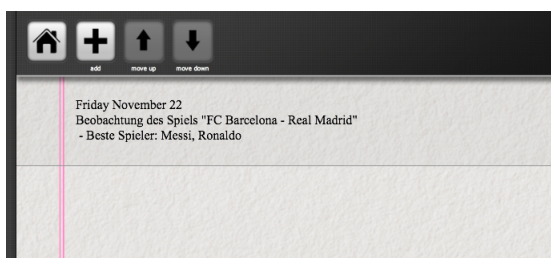 add
move up
move down
Friday November 22
Beobachtung des Spiels "FC Barcelona - Real Madrid"
- Beste Spieler: Messi, Ronaldo